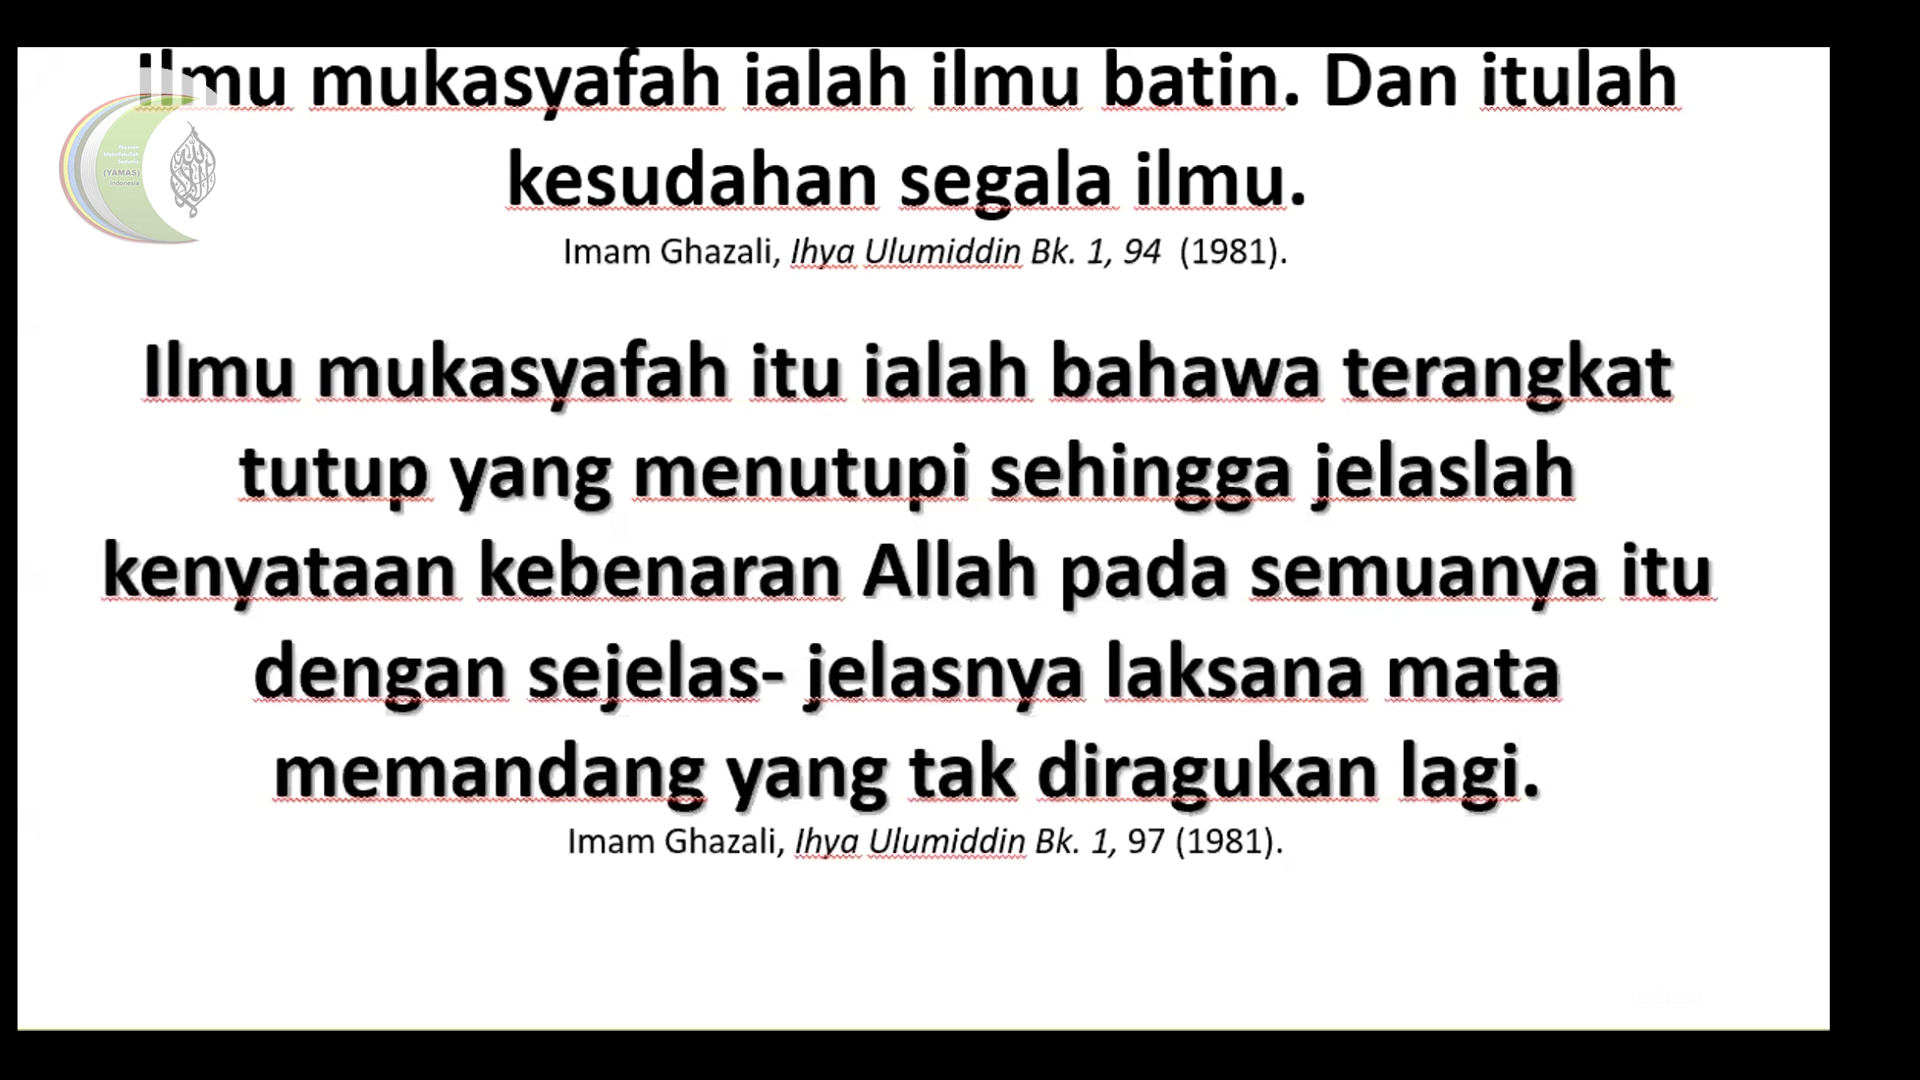 Ilmu mukasyafah ialah ilmu batin. Dan itulah
kesudahan segala ilmu.
Imam Ghazali, Ihya Ulumiddin Bk. 1, 94 (1981).
Ilmu mukasyafah itu ialah bahawa terangkat
tutup yang menutupi sehingga jelaslah
kenyataan kebenaran Allah pada semuanya itu
dengan sejelas- jelasnya laksana mata
memandang yang tak diragukan lagi.
Imam Ghazali, Ihya Ulumiddin Bk. 1, 97 (1981).
(YAMAS)
Indonesia